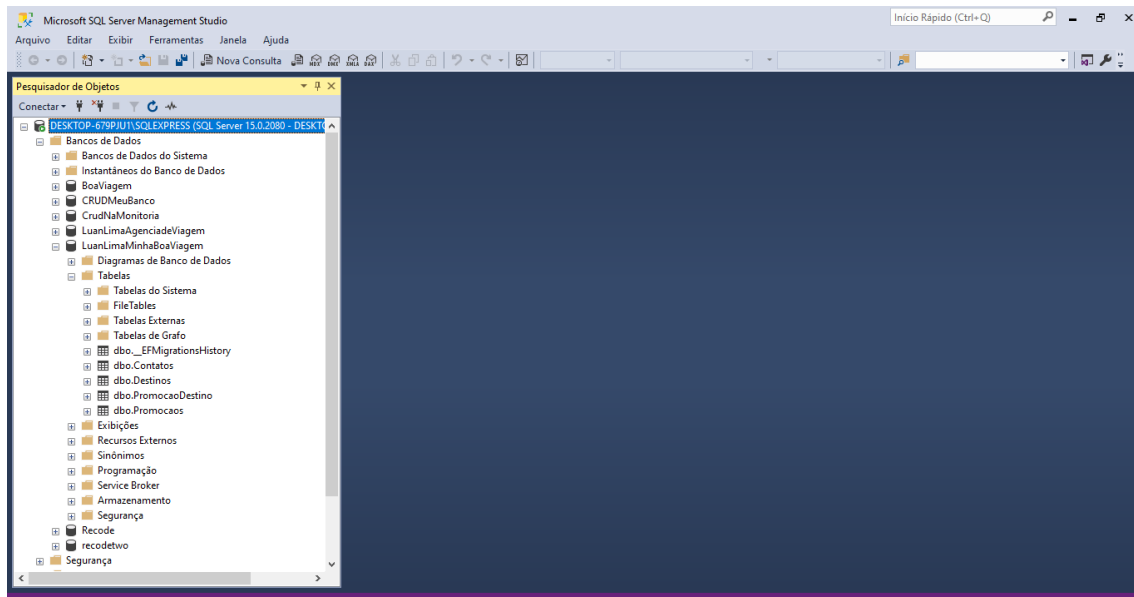 Microsoft SQL Server Management Studio
Início Rápido (Ctrl+Q)
Arquivo Editar Exibir Ferramentas Janela Ajuda
Nova Consulta
Pesquisador de Objetos
Conectar
DESKTOP-679PJU1\SQLEXPRESS (SQL Server 15.0.2080 - DESKT
Bancos de Dados
Bancos de Dados do Sistema
Instantâneos do Banco de Dados
BoaViagem
CRUDMeuBanco
CrudNaMonitoria
LuanLimaAgenciadeViagem
LuanLimaMinhaBoaViagem
Diagramas de Banco de Dados
Tabelas
Tabelas do Sistema
FileTables
Tabelas Externas
Tabelas de Grafo
dbo.__EFMigrationsHistory
dbo.Contatos
dbo.Destinos
dbo.PromocaoDestino
dbo.Promocaos
Exibições
Recursos Externos
Sinônimos
Programação
Service Broker
Armazenamento
Segurança
Recode
recodetwo
Segurança